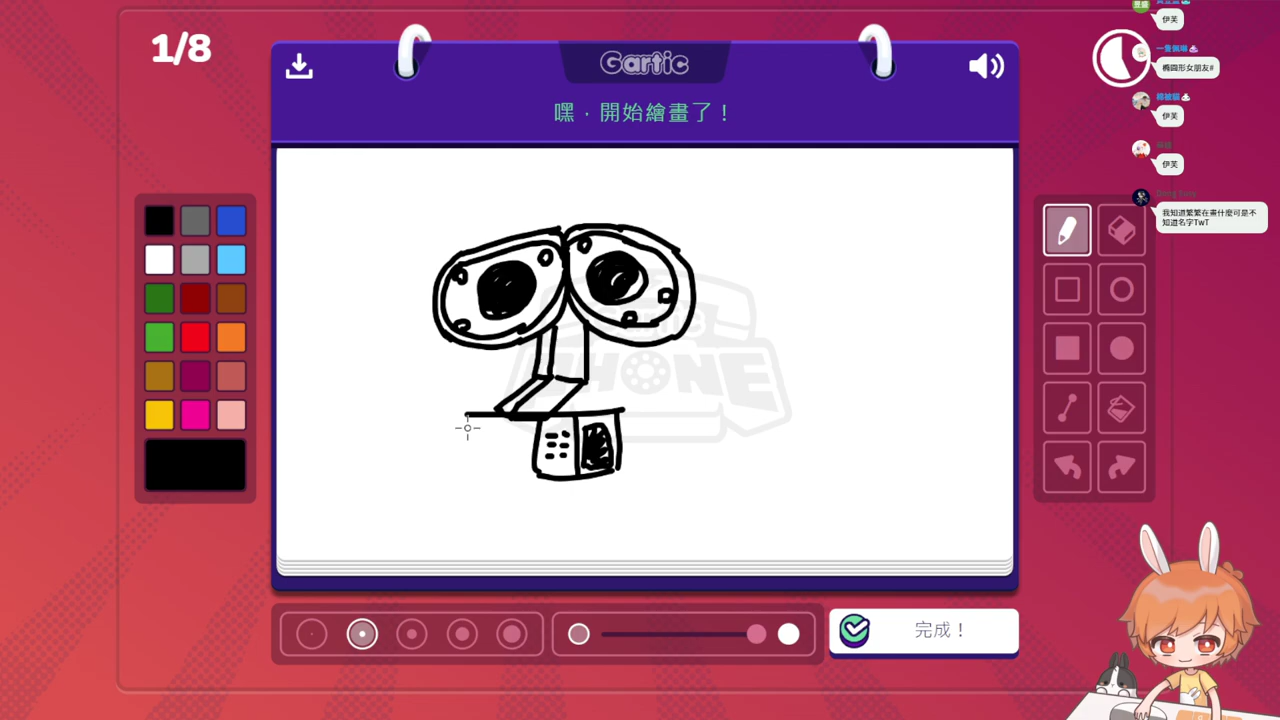 1/8
Gartic
嘿，開始繪畫了！
伊芙
橢圓形女朋友#
伊芙
伊芙
我知道繁繁在畫什麼可是不
知道名字TwT
PHONE
完成！